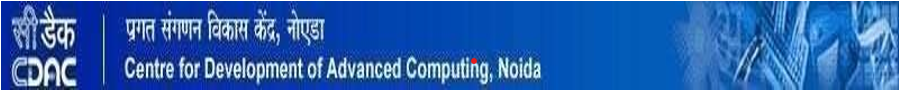 सी डैक
CDAC
प्रगत संगणन विकास केंद्र, नोएडा
Centre for Development of Advanced Computing, Noida